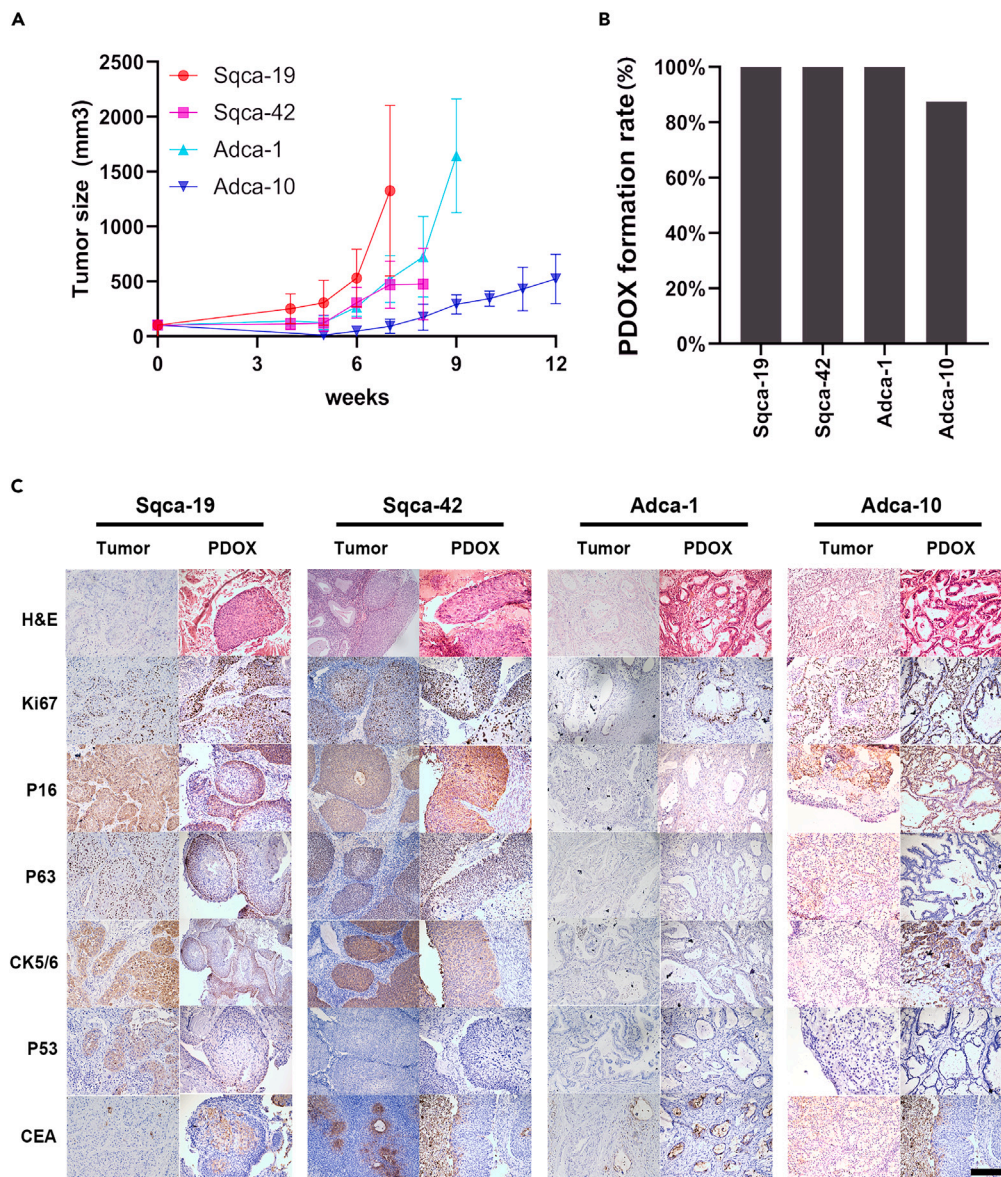 A
Tumor size (mm3)
2500
2000
1500
1000
500
0
0
3
6
9
12
weeks
Sqca-19
Sqca-42
Adca-1
Adca-10
B
PDOX formation rate(%)
100%
80%
60%
40%
20%
0%
Sqca-19
Sqca-42
Adca-1
Adca-10
C
Sqca-19 Sqca-42 Adca-1 Adca-10
Tumor PDOX Tumor PDOX Tumor PDOX Tumor PDOX
H&E
Ki67
P16
P63
CK5/6
P53
CEA